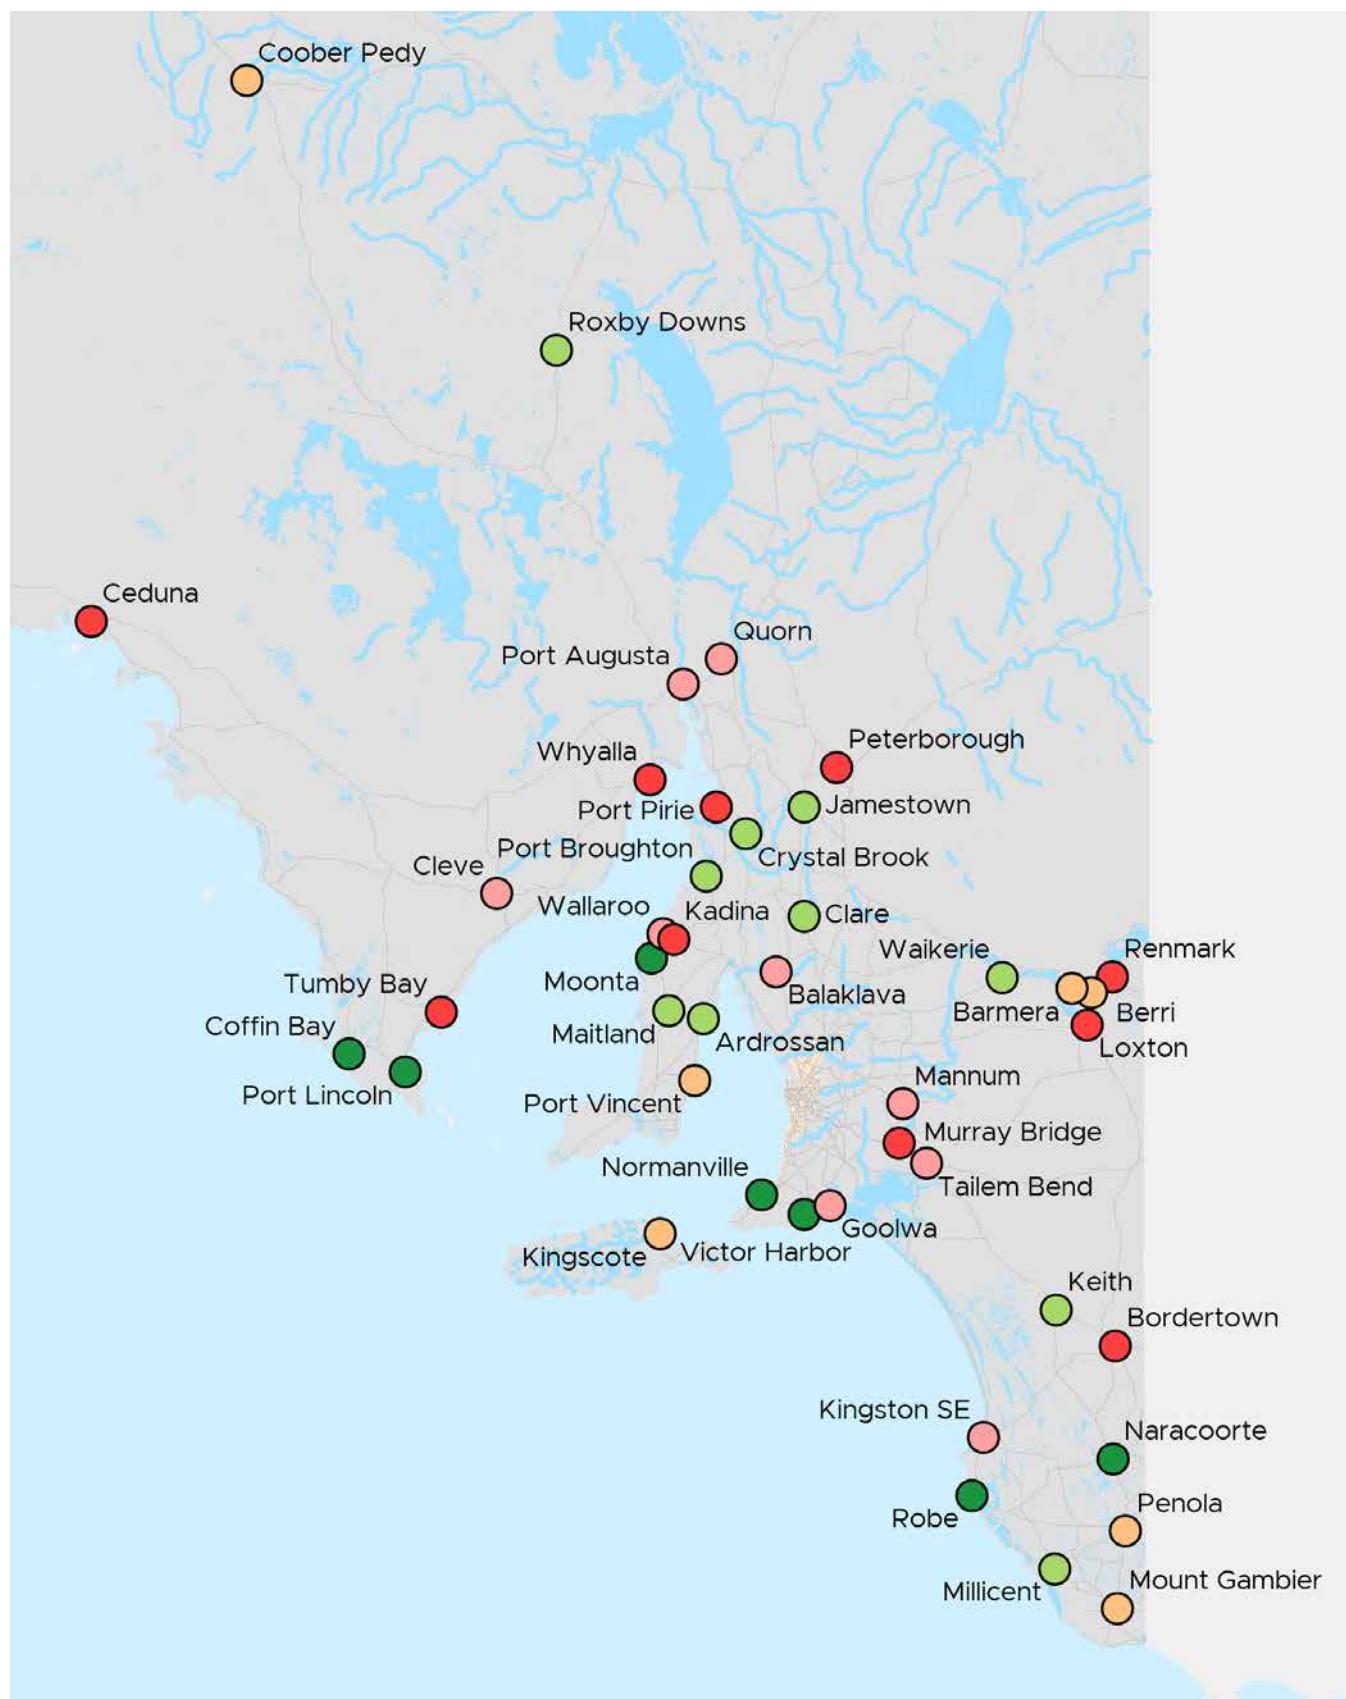 Coober Pedy
Roxby Downs
Ceduna
Quorn
Port Augusta
Peterborough
Whyalla
Jamestown
Port Pirie
Port Broughton
Crystal Brook
Cleve
Wallaroo
Kadina
Clare
Waikerie
Renmark
Moonta
Tumby Bay
Balaklava
Barmera
Berri
Coffin Bay
Maitland
Ardrossan
Loxton
Mannum
Port Lincoln
Port Vincent
Murray Bridge
Normanville
Tailem Bend
Goolwa
Victor Harbor
Kingscote
Keith
Bordertown
Kingston SE
Naracoorte
Penola
Robe
Mount Gambier
Millicent